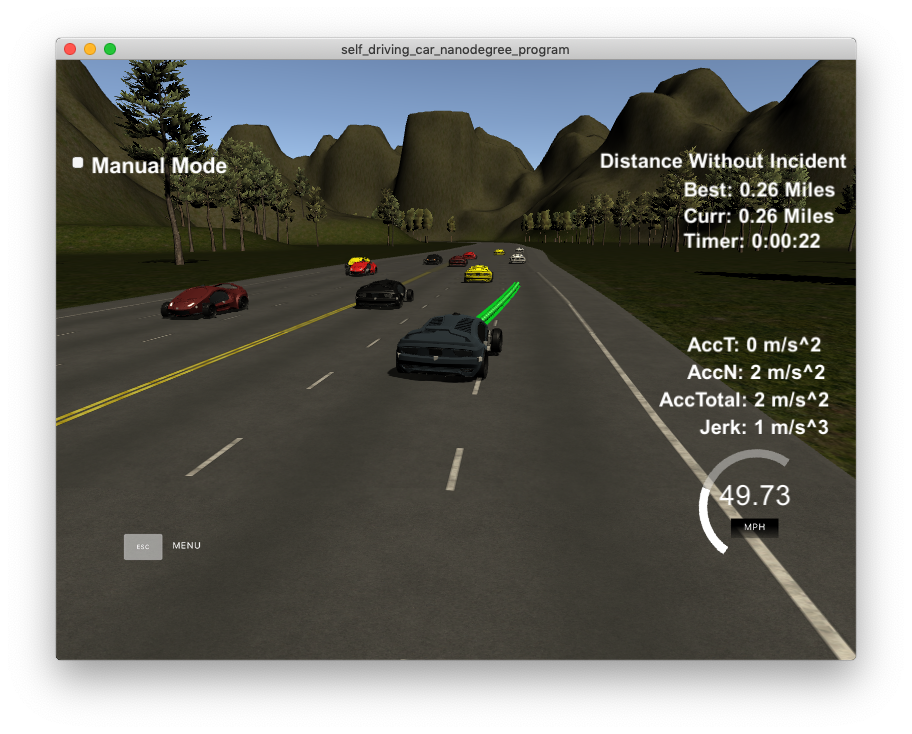 self_driving_car_nanodegree_program
Manual Mode
Distance Without Incident
Best: 0.26 Miles
Curr: 0.26 Miles
Timer: 0:00:22
AccT: 0 m/s^2
AccN: 2 m/s^2
AccTotal: 2 m/s^2
Jerk: 1 m/s^3
49.73
MPH
ESC
MENU